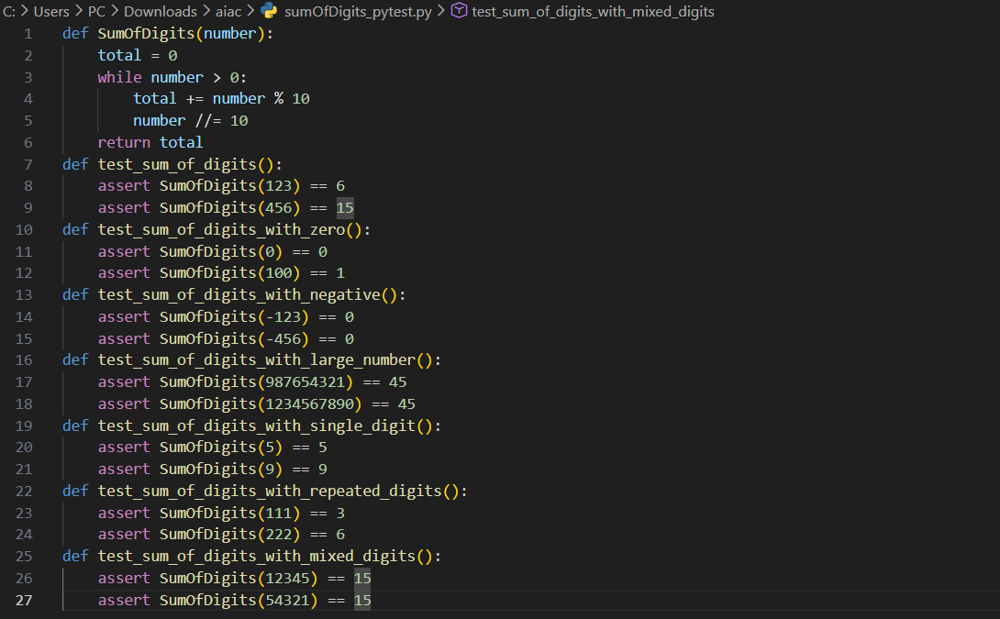 C: > Users > PC > Downloads > aiac > sumOfDigits_pytest.py > test_sum_of_digits_with_mixed_digits
1 def SumOfDigits(number):
2     total = 0
3     while number > 0:
4         total += number % 10
5         number //= 10
6     return total
7 def test_sum_of_digits():
8     assert SumOfDigits(123) == 6
9     assert SumOfDigits(456) == 15
10 def test_sum_of_digits_with_zero():
11     assert SumOfDigits(0) == 0
12     assert SumOfDigits(100) == 1
13 def test_sum_of_digits_with_negative():
14     assert SumOfDigits(-123) == 0
15     assert SumOfDigits(-456) == 0
16 def test_sum_of_digits_with_large_number():
17     assert SumOfDigits(987654321) == 45
18     assert SumOfDigits(1234567890) == 45
19 def test_sum_of_digits_with_single_digit():
20     assert SumOfDigits(5) == 5
21     assert SumOfDigits(9) == 9
22 def test_sum_of_digits_with_repeated_digits():
23     assert SumOfDigits(111) == 3
24     assert SumOfDigits(222) == 6
25 def test_sum_of_digits_with_mixed_digits():
26     assert SumOfDigits(12345) == 15
27     assert SumOfDigits(54321) == 15